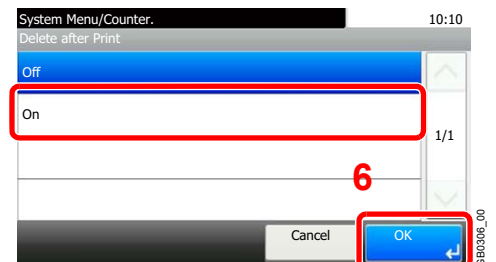 System Menu/Counter. 10:10
Delete after Print
Off
On
1/1
6
Cancel OK
GB0306_00